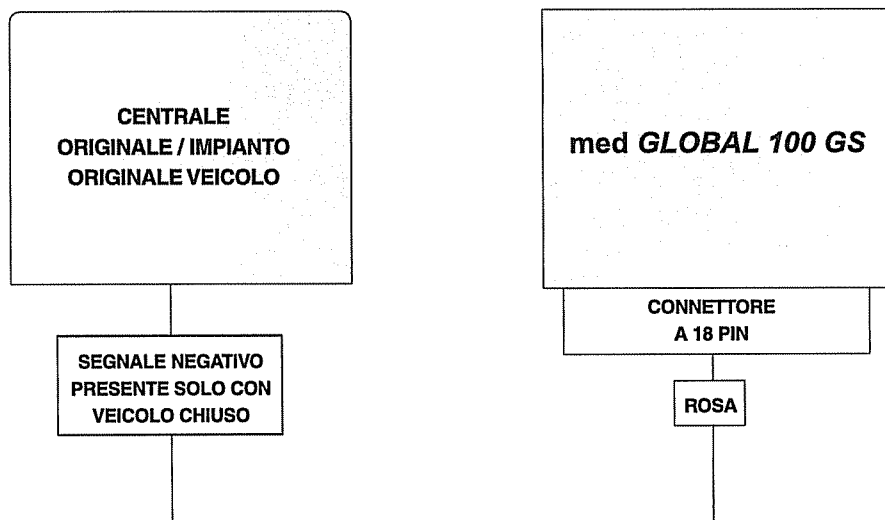 CENTRALE
ORIGINALE / IMPIANTO
ORIGINALE VEICOLO
SEGNALE NEGATIVO
PRESENTE SOLO CON
VEICOLO CHIUSO
med GLOBAL 100 GS
CONNETTORE
A 18 PIN
ROSA